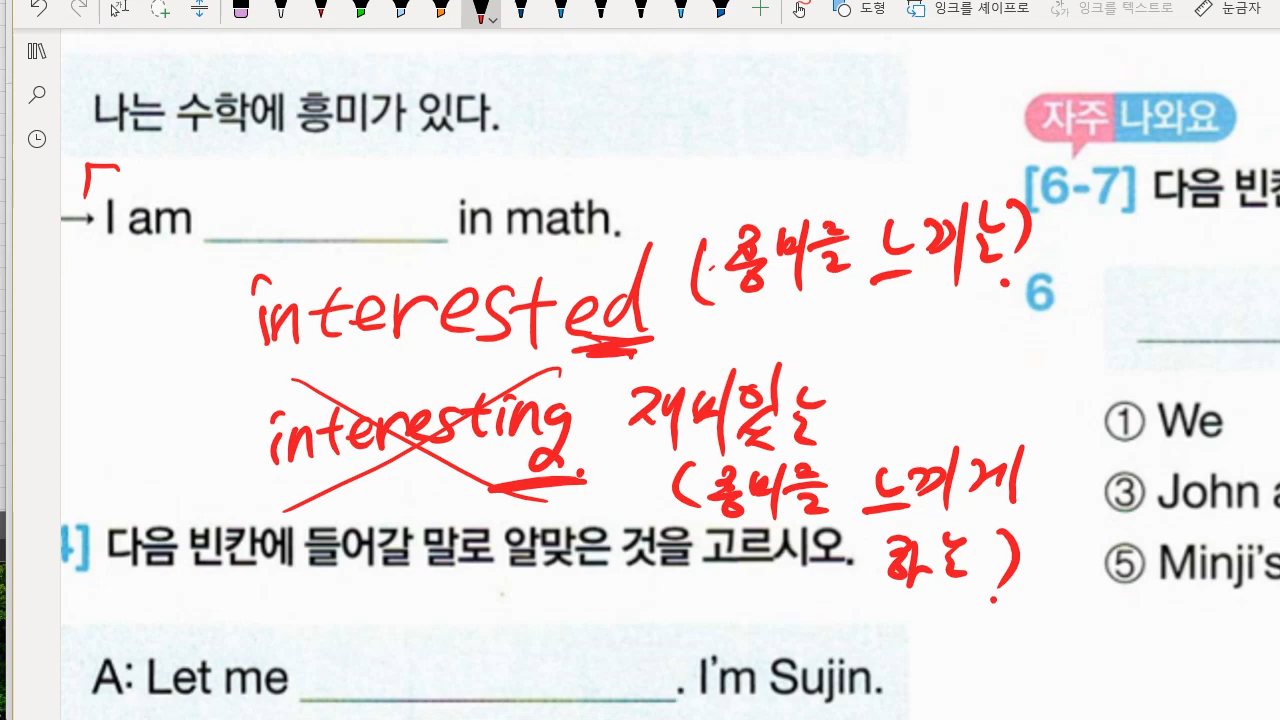 도형
잉크를 셰이프로
잉크를 텍스트로
눈금자
나는 수학에 흥미가 있다.
→ I am ________ in math.
interested (흥미를 느끼는)
interesting 재미있는
(흥미를 느끼게
하는)
4] 다음 빈칸에 들어갈 말로 알맞은 것을 고르시오.
A: Let me ____________. I'm Sujin.
자주 나와요
[6-7] 다음 빈칸
6
① We
③ John a
⑤ Minji's